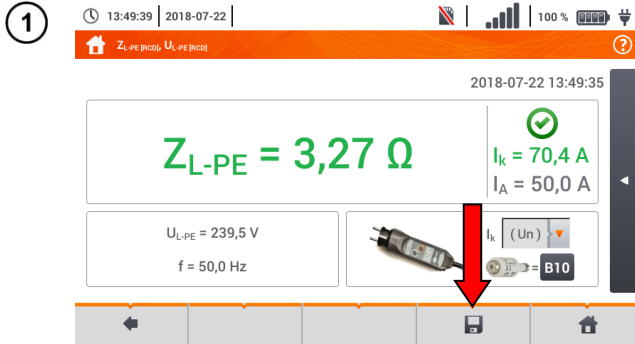 1
13:49:39 2018-07-22 100 %
ZL-PE [RCD], UL-PE [RCD]
?
2018-07-22 13:49:35
ZL-PE = 3,27 Ω
Ik = 70,4 A
IA = 50,0 A
UL-PE = 239,5 V
f = 50,0 Hz
Ik (Un)
= B10